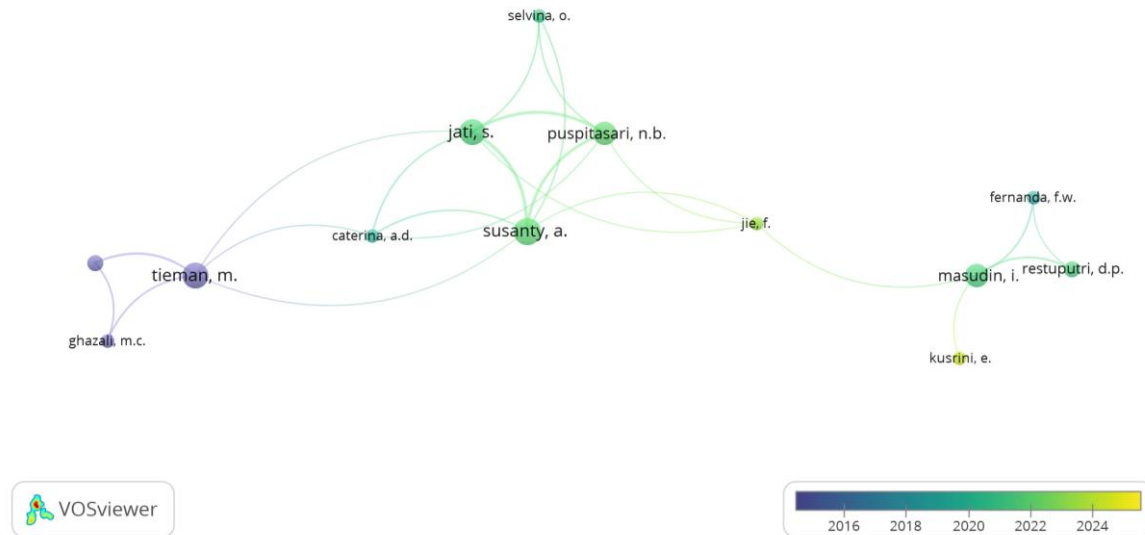 selvina, o.
jati, s.
puspitasari, n.b.
fernanda, f.w.
jie, f.
susanty, a.
caterina, a.d.
tieman, m.
masudin, i.
restuputri, d.p.
ghazali, m.c.
kusrini, e.
VOSviewer
2016 2018 2020 2022 2024